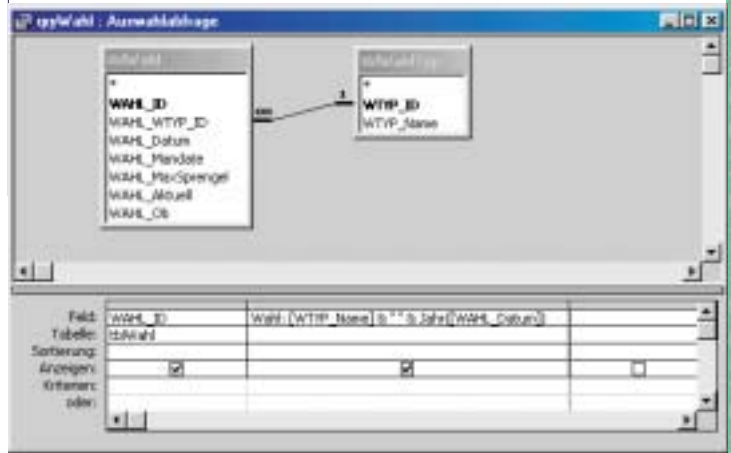 qryWahl : Auswahlabfrage
tblWahl
*
WAHL_ID
WAHL_WTYP_ID
WAHL_Datum
WAHL_Mandate
WAHL_MaxSprengel
WAHL_Aktuell
WAHL_Ob
∞
1
*
WTYP_ID
WTYP_Name
Feld: WAHL_ID Wahl: [WTYP_Name] & " " & Jahr([WAHL_Datum])
Tabelle: tblWahl
Sortierung:
Anzeigen:
Kriterien:
oder: